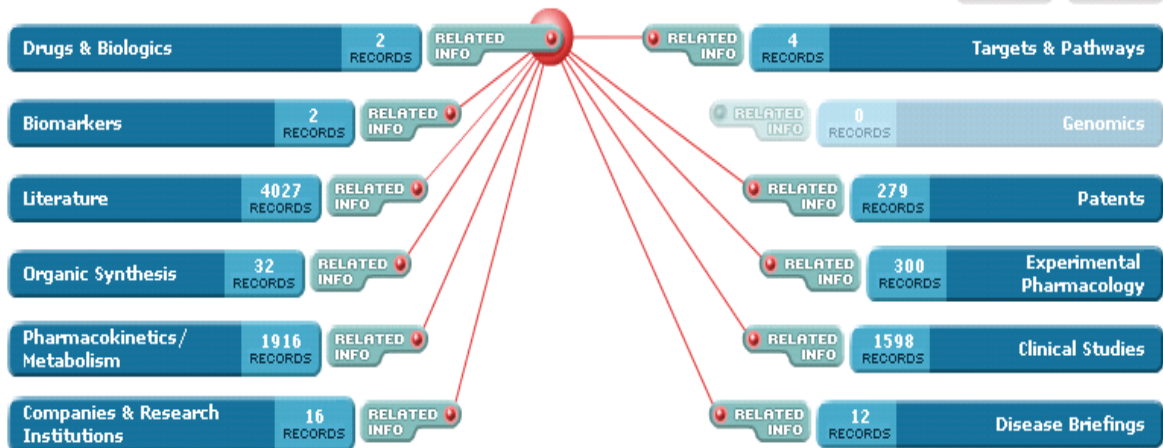 Drugs & Biologics
2
RECORDS
RELATED
INFO
RELATED
INFO
4
RECORDS
Targets & Pathways
Biomarkers
2
RECORDS
RELATED
INFO
RELATED
INFO
0
RECORDS
Genomics
Literature
4027
RECORDS
RELATED
INFO
RELATED
INFO
279
RECORDS
Patents
Organic Synthesis
32
RECORDS
RELATED
INFO
RELATED
INFO
300
RECORDS
Experimental
Pharmacology
Pharmacokinetics/
Metabolism
1916
RECORDS
RELATED
INFO
RELATED
INFO
1598
RECORDS
Clinical Studies
Companies & Research
Institutions
16
RECORDS
RELATED
INFO
RELATED
INFO
12
RECORDS
Disease Briefings